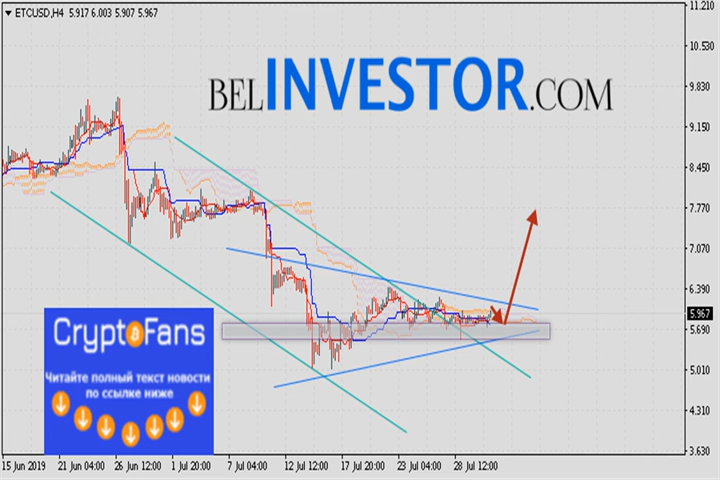 ETCUSD,H4 5.917 6.003 5.907 5.967
BELINVESTOR.COM
11.210
10.530
9.830
9.150
8.450
7.770
7.070
6.390
5.967
5.690
5.010
4.310
3.630
CryptoFans
Читайте полный текст новости
по ссылке ниже
15 Jun 2019 21 Jun 04:00 26 Jun 12:00 1 Jul 20:00 7 Jul 04:00 12 Jul 12:00 17 Jul 20:00 23 Jul 04:00 28 Jul 12:00